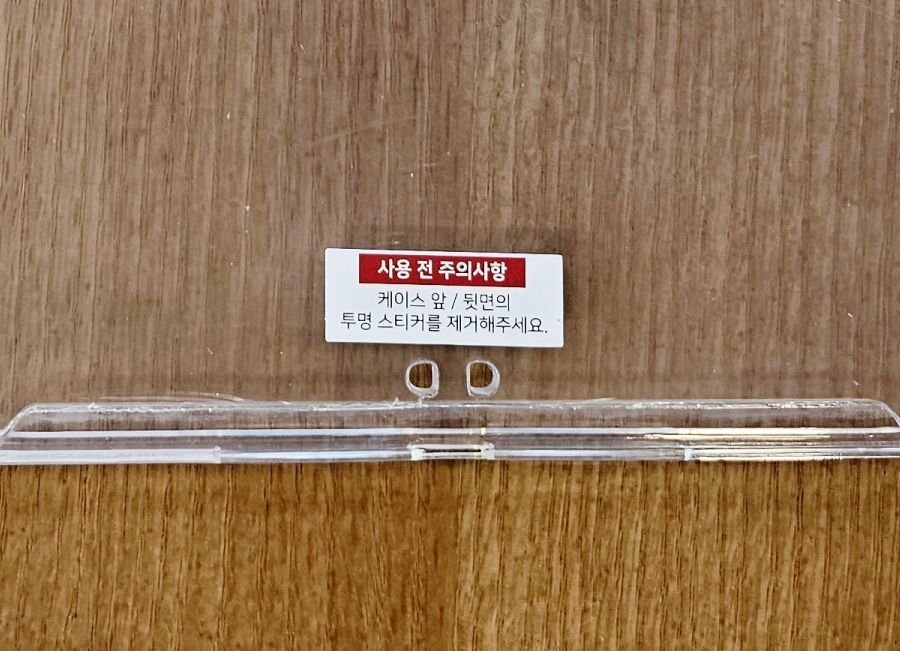 사용 전 주의사항
케이스 앞 / 뒷면의
투명 스티커를 제거해주세요.